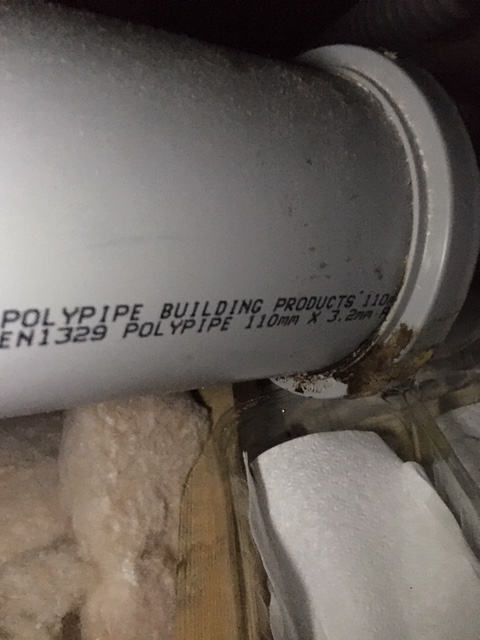 POLYPIPE BUILDING PRODUCTS 110
EN1329 POLYPIPE 110mm X 3.2mm